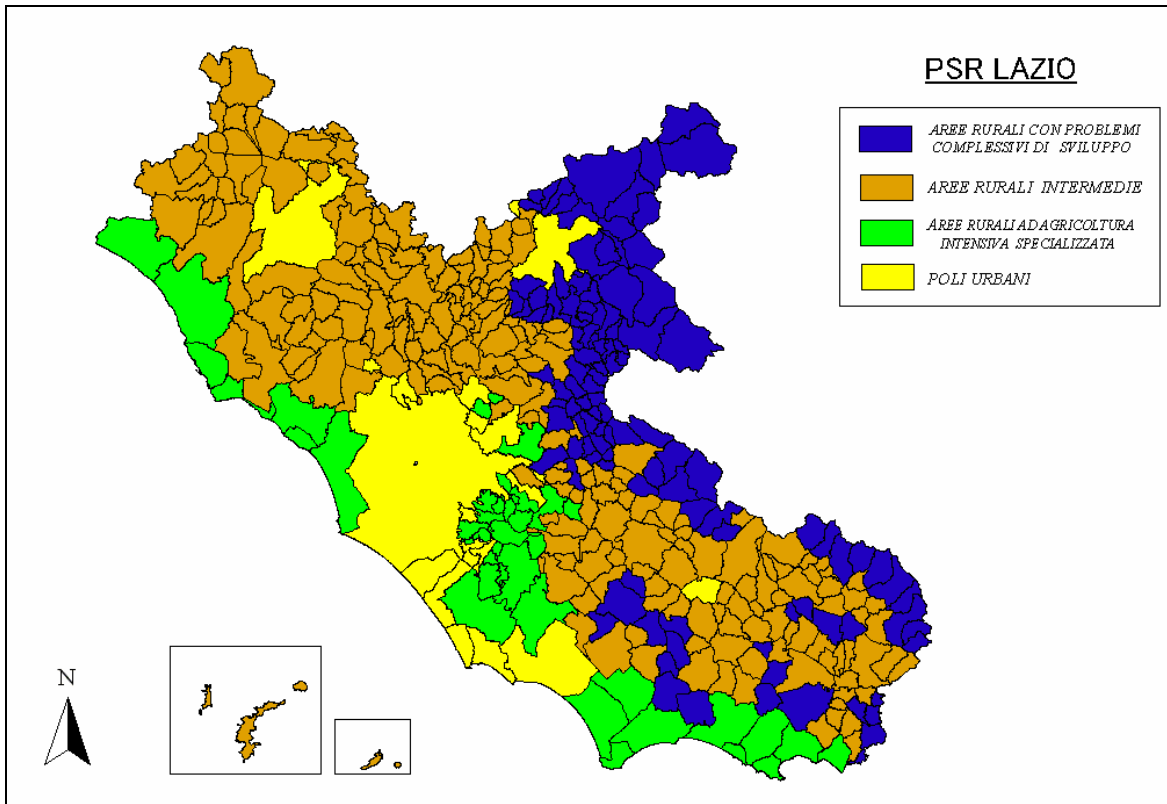 PSR LAZIO
AREE RURALI CON PROBLEMI
COMPLESSIVI DI SVILUPPO
AREE RURALI INTERMEDIE
AREE RURALI AD AGRICOLTURA
INTENSIVA SPECIALIZZATA
POLI URBANI
N